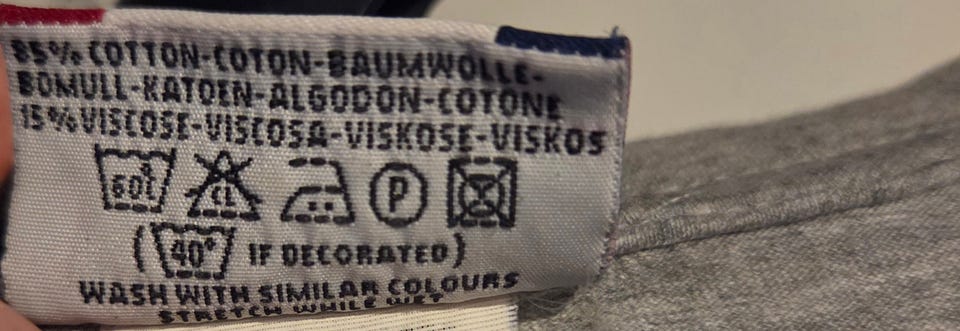 85% COTTON-COTON-BAUMWOLLE-
BOMULL-KATOEN-ALGODON-COTONE
15% VISCOSE-VISCOSA-VISKOSE-VISKOS
60° CL P
(40° IF DECORATED)
WASH WITH SIMILAR COLOURS
STRETCH WHILE WET